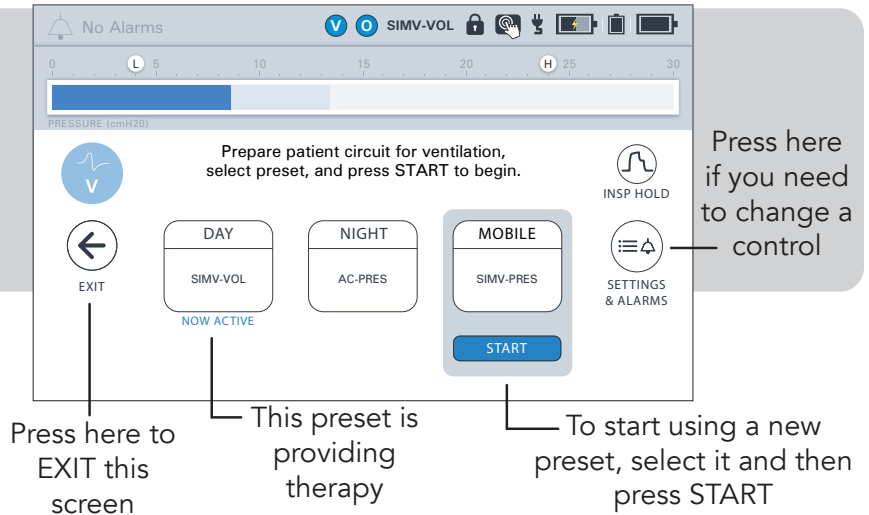 No Alarms V O SIMV-VOL
0 L 5 10 15 20 H 25 30
PRESSURE (cmH20)
V
Prepare patient circuit for ventilation,
select preset, and press START to begin.
INSP HOLD
Press here
if you need
to change a
control
EXIT
DAY
SIMV-VOL
NOW ACTIVE
NIGHT
AC-PRES
MOBILE
SIMV-PRES
START
SETTINGS
& ALARMS
Press here to
EXIT this
screen
This preset is
providing
therapy
To start using a new
preset, select it and then
press START